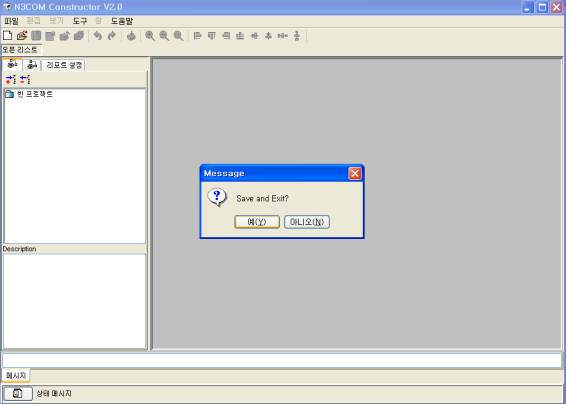 N3COM Constructor V2.0
파일 편집 보기 도구 창 도움말
오픈 리스트
리포트 설정
빈 프로젝트
Message
Save and Exit?
예(Y) 아니오(N)
Description
메시지
상태 메시지